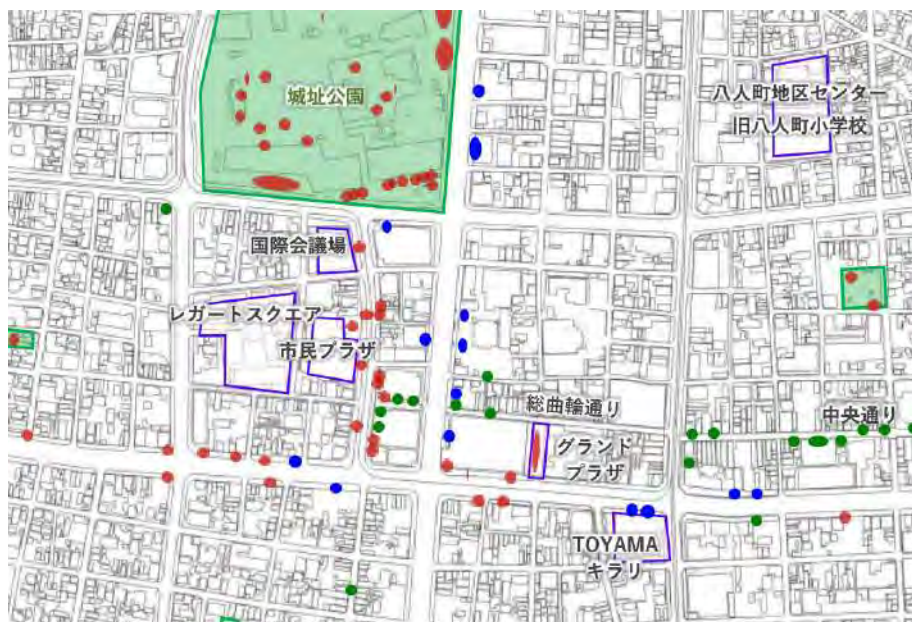 城址公園
八人町地区センター
旧八人町小学校
国際会議場
レガートスクエア
市民プラザ
総曲輪通り
中央通り
グランド
プラザ
TOYAMA
キラリ